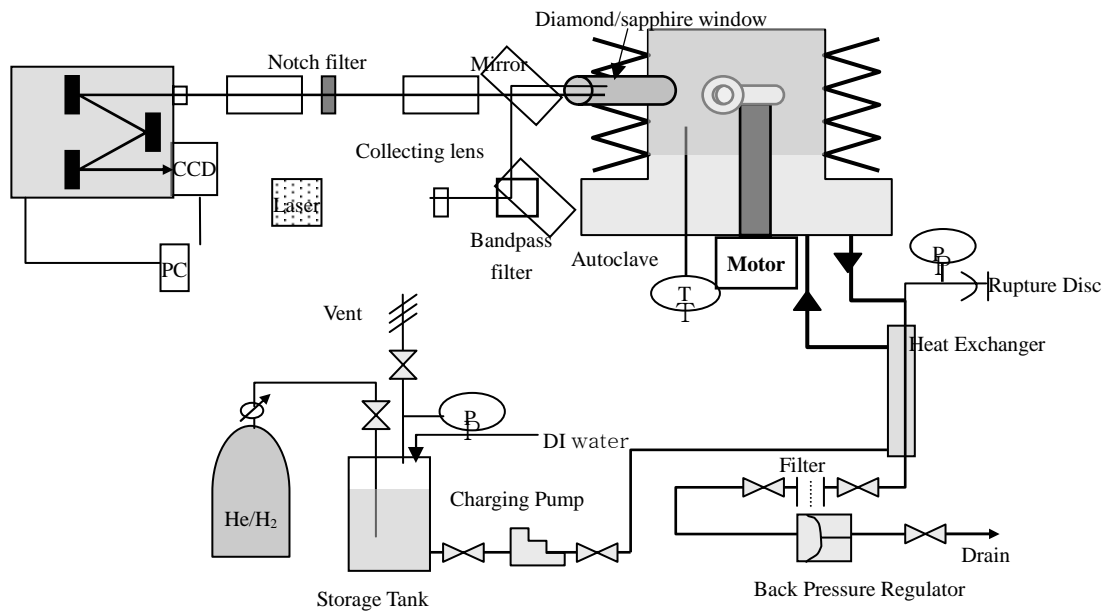 Diamond/sapphire window
Notch filter
Mirror
Collecting lens
CCD
Laser
PC
Bandpass
filter
Autoclave
Motor
P
P
T
T
Rupture Disc
Vent
Heat Exchanger
P
P
DI water
Filter
Charging Pump
He/H₂
Drain
Back Pressure Regulator
Storage Tank